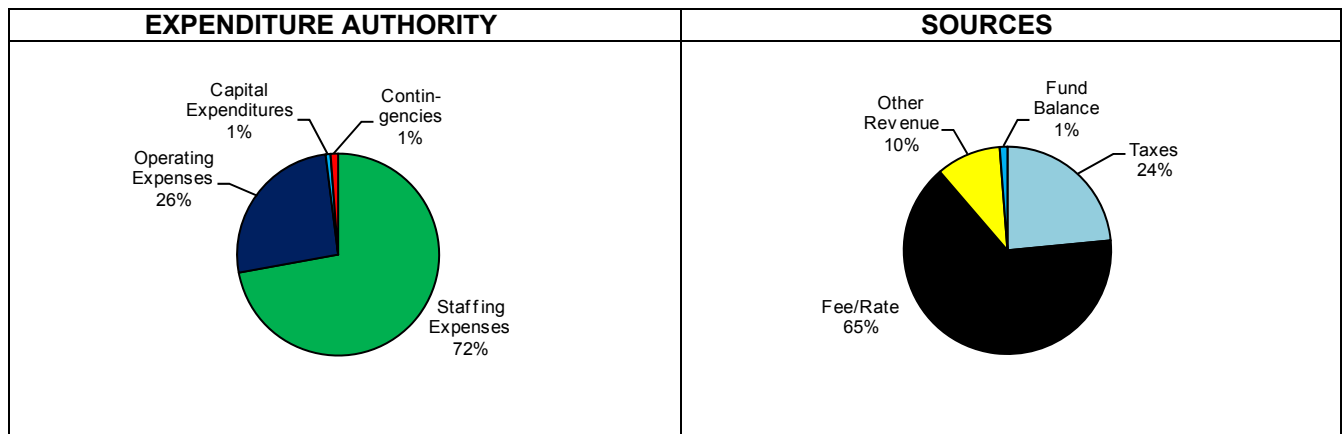 EXPENDITURE AUTHORITY
Capital
Expenditures
1%
Contin-
gencies
1%
Operating
Expenses
26%
Staffing
Expenses
72%
SOURCES
Other
Revenue
10%
Fund
Balance
1%
Taxes
24%
Fee/Rate
65%